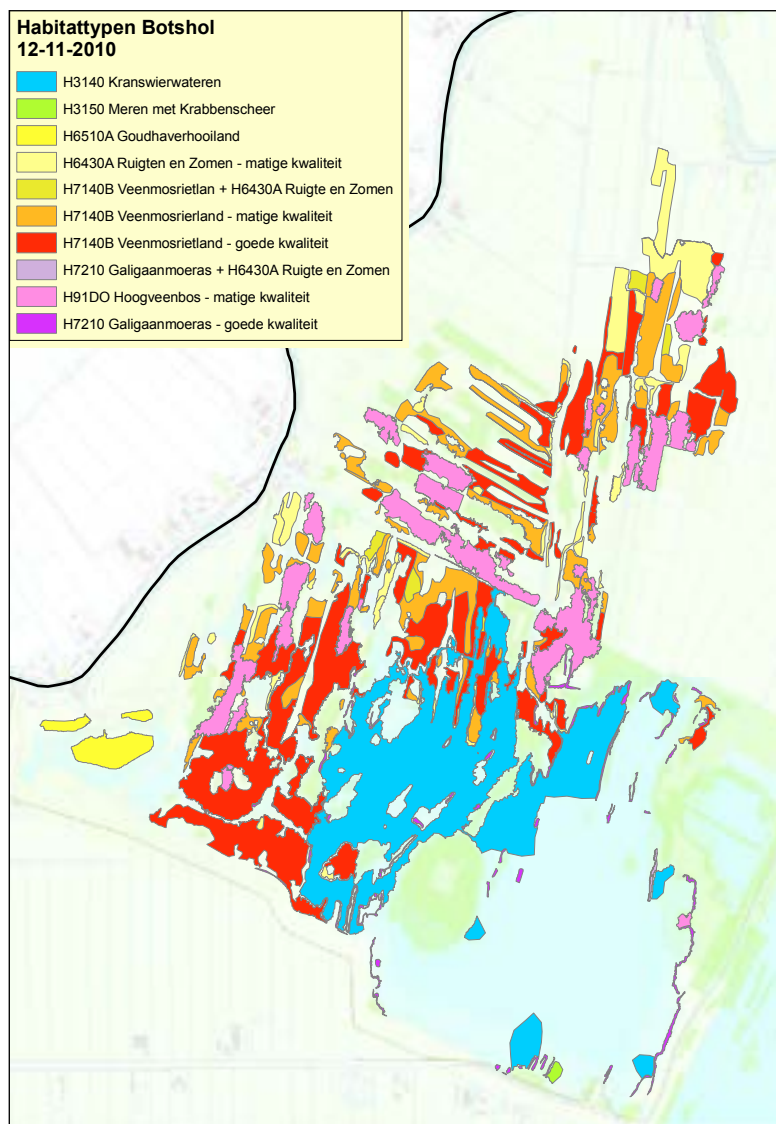 Habitattypen Botshol
12-11-2010
H3140 Kranswierwateren
H3150 Meren met Krabbenscheer
H6510A Goudhaverhooiland
H6430A Ruigten en Zomen - matige kwaliteit
H7140B Veenmosrietlan + H6430A Ruigte en Zomen
H7140B Veenmosrierland - matige kwaliteit
H7140B Veenmosrietland - goede kwaliteit
H7210 Galigaanmoeras + H6430A Ruigte en Zomen
H91DO Hoogveenbos - matige kwaliteit
H7210 Galigaanmoeras - goede kwaliteit